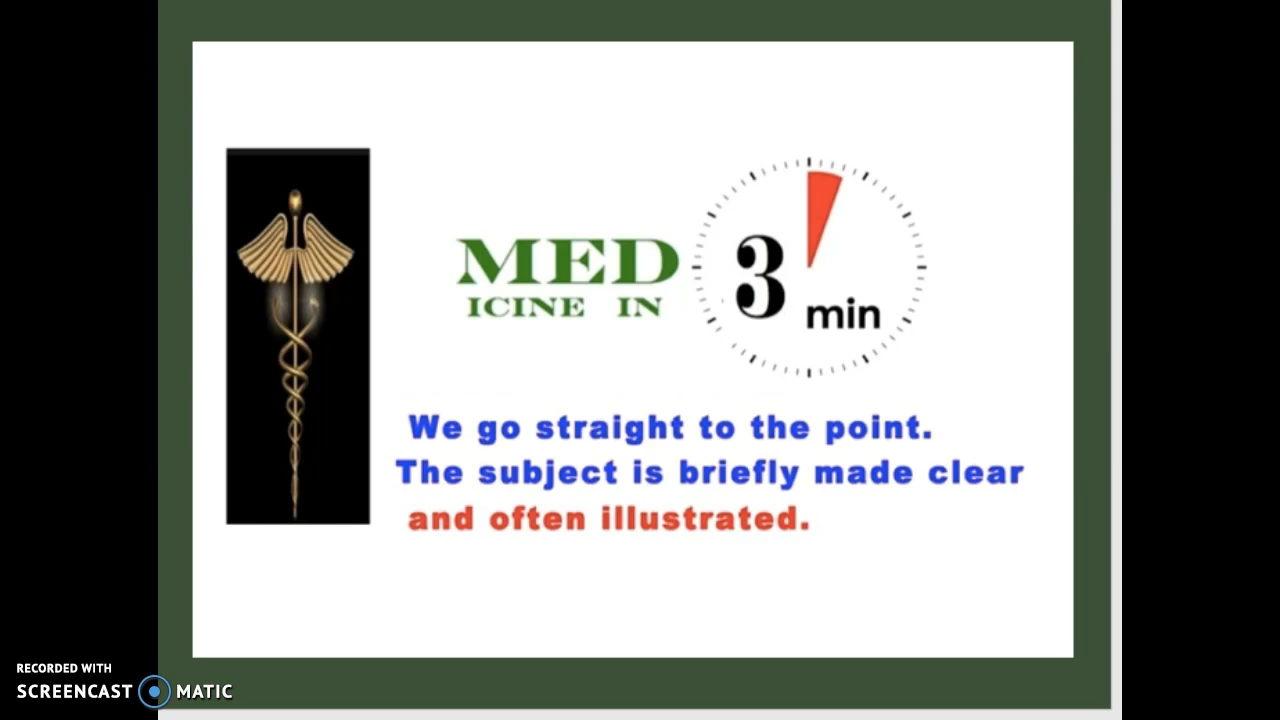 MED
ICINE IN
3
min
We go straight to the point.
The subject is briefly made clear
and often illustrated.
RECORDED WITH
SCREENCAST MATIC